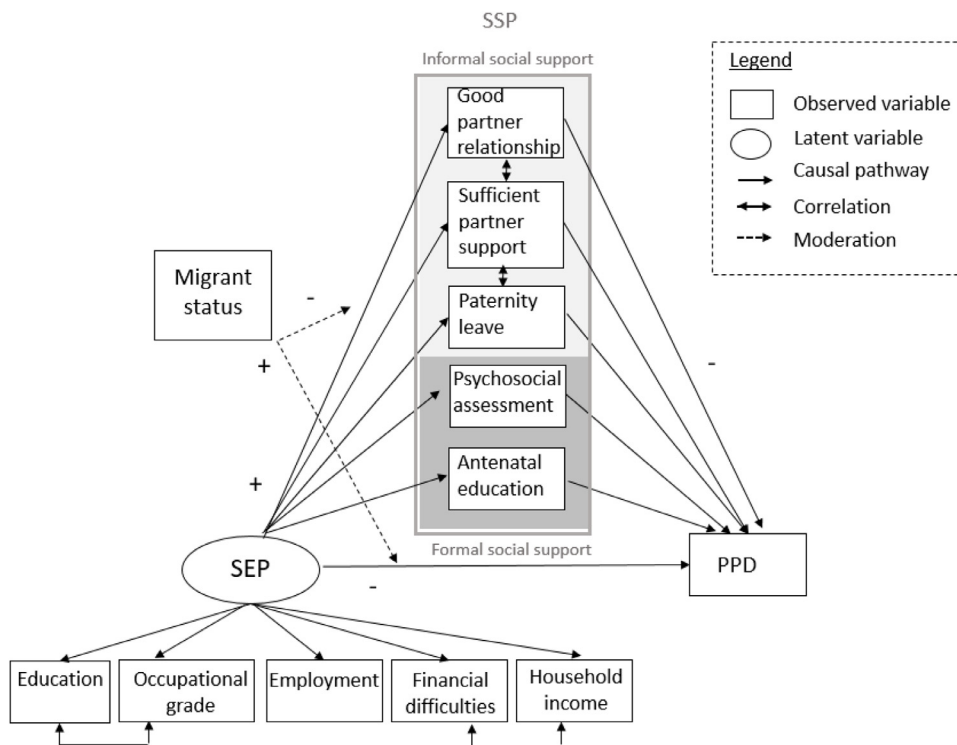 SSP
Informal social support
Good
partner
relationship
Sufficient
partner
support
Paternity
leave
Psychosocial
assessment
Antenatal
education
Formal social support
Legend
Observed variable
Latent variable
Causal pathway
Correlation
Moderation
Migrant
status
-
+
-
+
SEP
-
PPD
Education
Occupational
grade
Employment
Financial
difficulties
Household
income